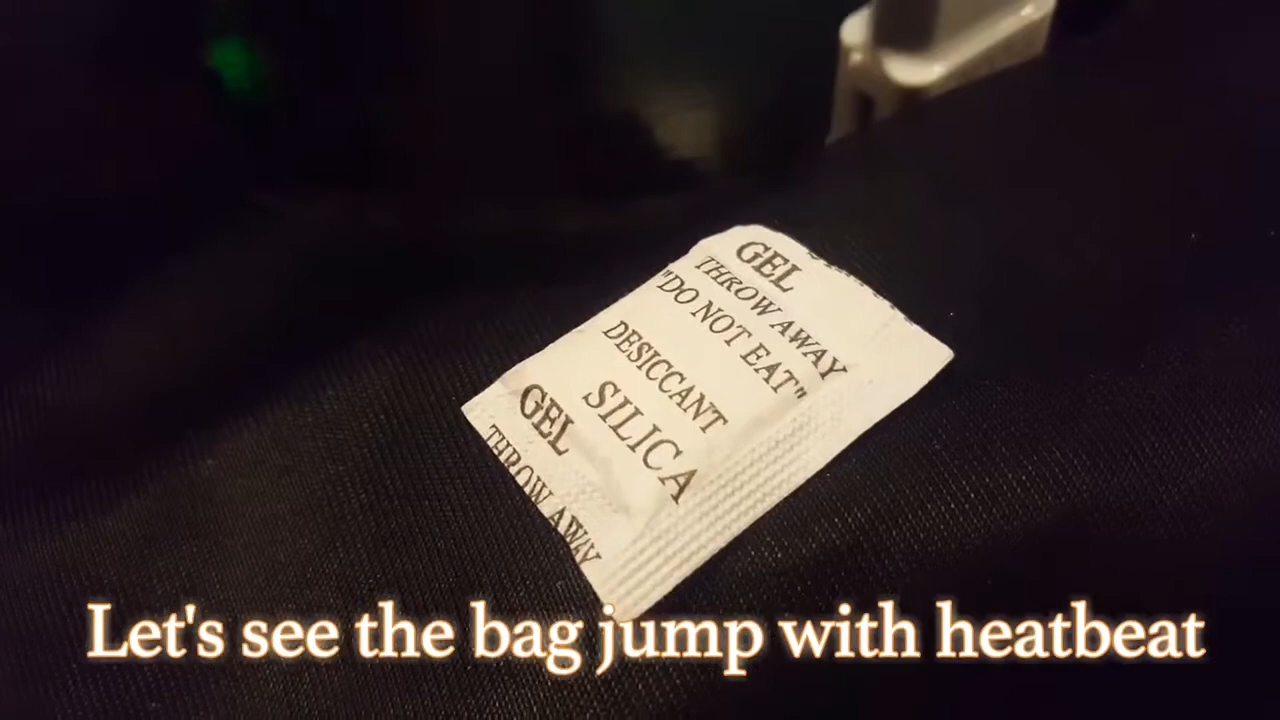 GEL
THROW AWAY
"DO NOT EAT"
DESICCANT
SILICA
GEL
THROW AWAY
Let's see the bag jump with heatbeat